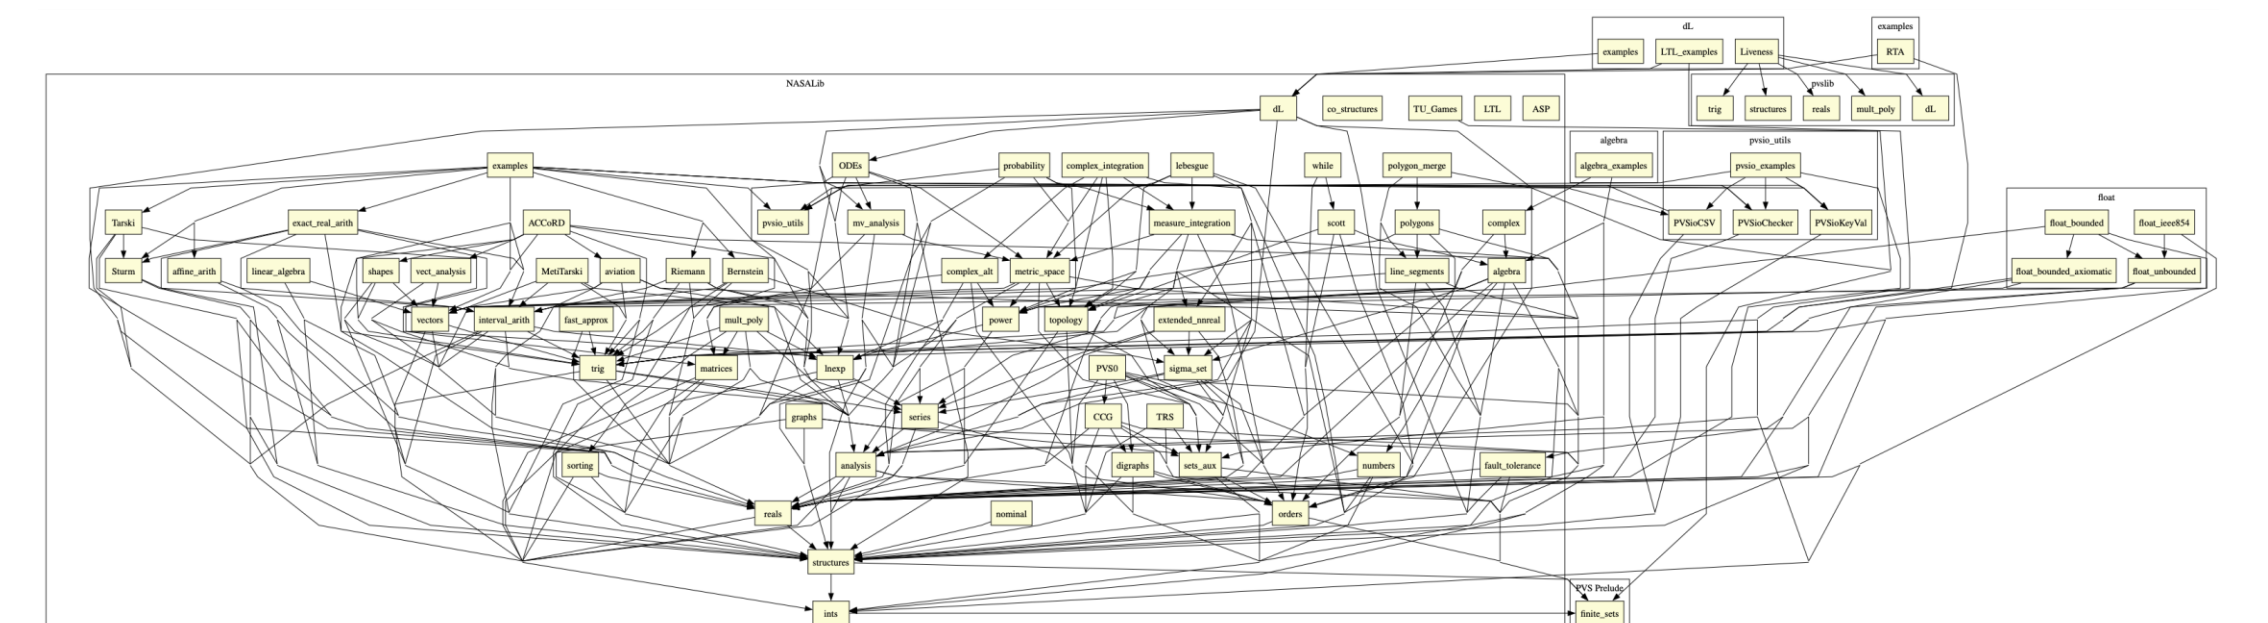 dL
examples
examples
LTL_examples
Liveness
RTA
NASALib
pvslib
dL
co_structures
TU_Games
LTL
ASP
trig
structures
reals
mult_poly
dL
algebra
pvsio_utils
examples
ODEs
probability
complex_integration
lebesgue
while
polygon_merge
algebra_examples
pvsio_examples
float
Tarski
exact_real_arith
ACCoRD
pvsio_utils
mv_analysis
measure_integration
scott
polygons
complex
PVSioCSV
PVSioChecker
PVSioKeyVal
float_bounded
float_ieee854
Sturm
affine_arith
linear_algebra
shapes
vect_analysis
MetiTarski
aviation
Riemann
Bernstein
complex_alt
metric_space
line_segments
algebra
float_bounded_axiomatic
float_unbounded
vectors
interval_arith
fast_approx
mult_poly
power
topology
extended_nnreal
trig
matrices
lnexp
PVS0
sigma_set
graphs
series
CCG
TRS
sorting
analysis
digraphs
sets_aux
numbers
fault_tolerance
reals
nominal
orders
structures
PVS Prelude
ints
finite_sets